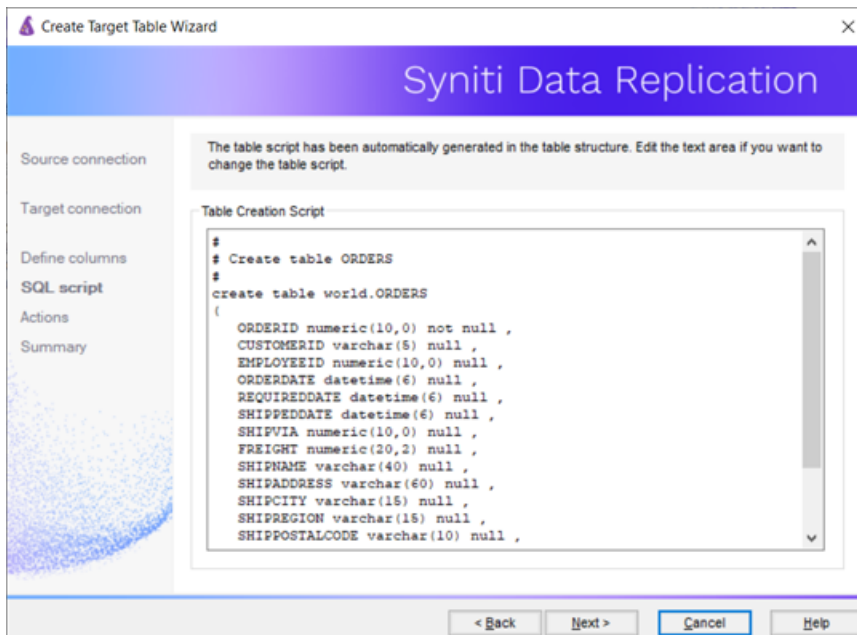 Create Target Table Wizard
Syniti Data Replication
Source connection
Target connection
Define columns
SQL script
Actions
Summary
The table script has been automatically generated in the table structure. Edit the text area if you want to
change the table script.
Table Creation Script
#
# Create table ORDERS
#
create table world.ORDERS
(
ORDERID numeric(10,0) not null ,
CUSTOMERID varchar(5) null ,
EMPLOYEEID numeric(10,0) null ,
ORDERDATE datetime(6) null ,
REQUIREDDATE datetime(6) null ,
SHIPPEDDATE datetime(6) null ,
SHIPVIA numeric(10,0) null ,
FREIGHT numeric(20,2) null ,
SHIPNAME varchar(40) null ,
SHIPADDRESS varchar(60) null ,
SHIPCITY varchar(15) null ,
SHIPREGION varchar(15) null ,
SHIPPOSTALCODE varchar(10) null ,
< Back
Next >
Cancel
Help